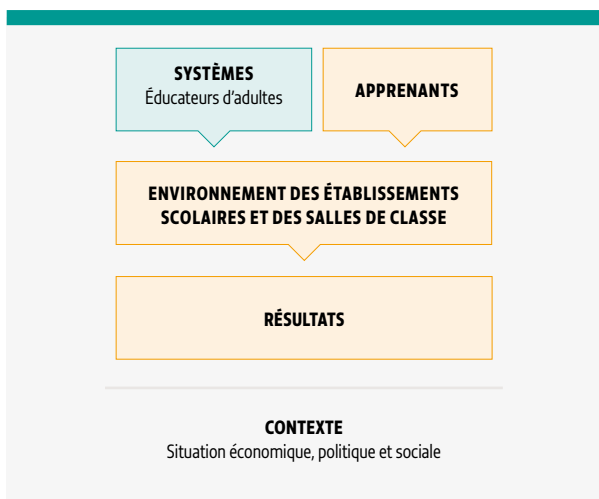 SYSTÈMES
Éducateurs d'adultes
APPRENANTS
ENVIRONNEMENT DES ÉTABLISSEMENTS
SCOLAIRES ET DES SALLES DE CLASSE
RÉSULTATS
CONTEXTE
Situation économique, politique et sociale